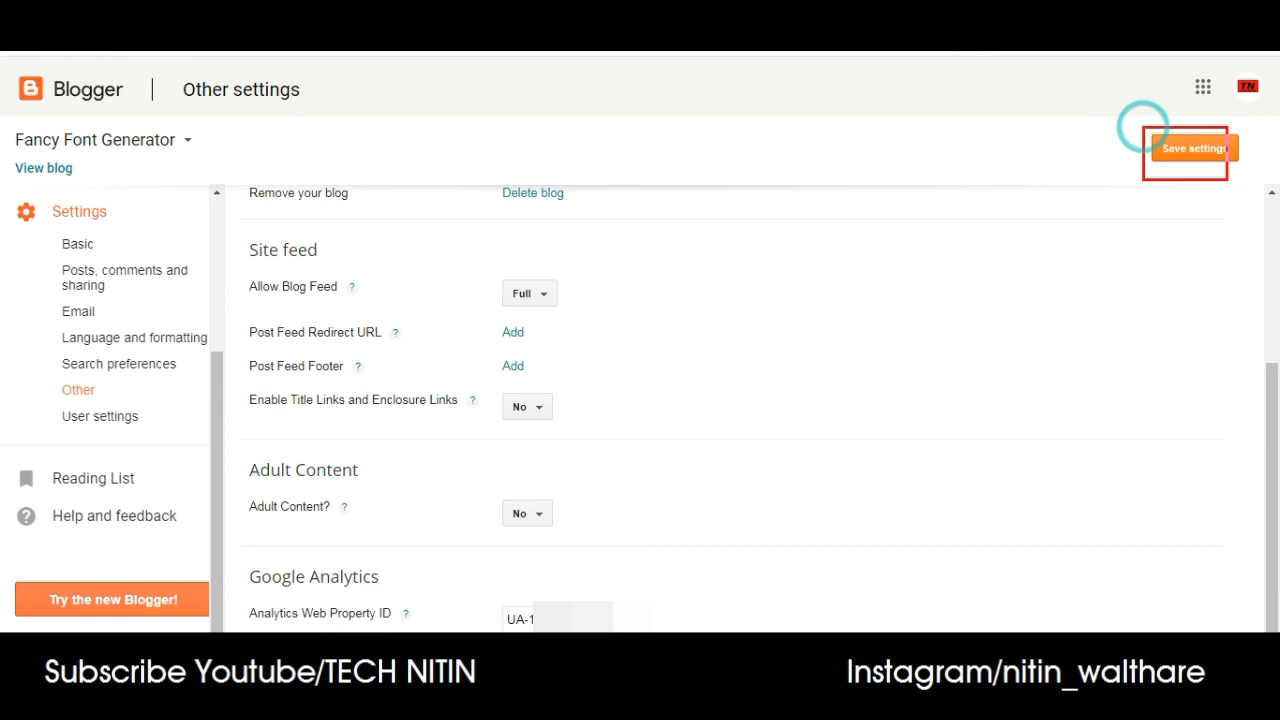 Blogger | Other settings
TN
Fancy Font Generator
View blog
Save settings
Settings
Basic
Posts, comments and
sharing
Email
Language and formatting
Search preferences
Other
User settings
Reading List
Help and feedback
Try the new Blogger!
Remove your blog Delete blog
Site feed
Allow Blog Feed ? Full
Post Feed Redirect URL ? Add
Post Feed Footer ? Add
Enable Title Links and Enclosure Links ? No
Adult Content
Adult Content? ? No
Google Analytics
Analytics Web Property ID ? UA-1
Subscribe Youtube/TECH NITIN
Instagram/nitin_walthare